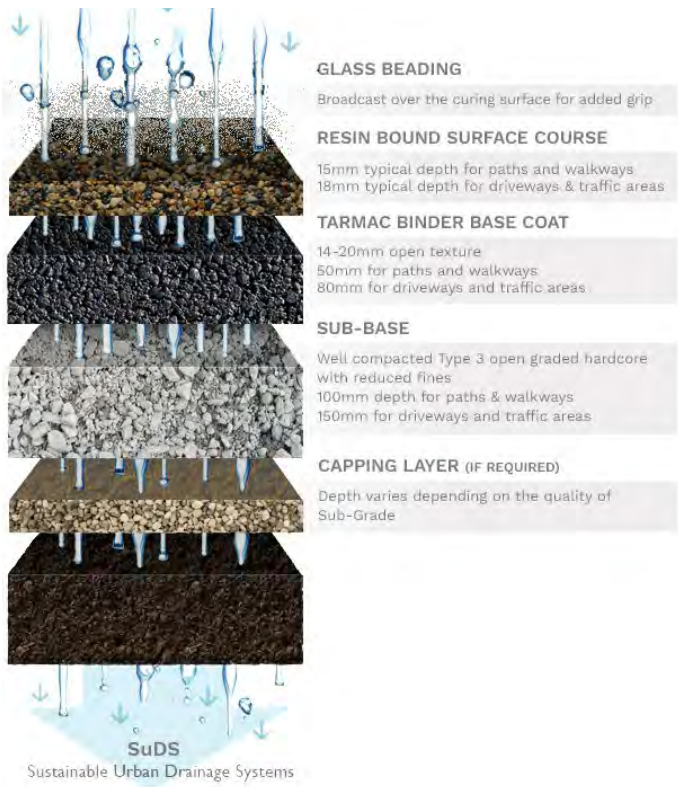 GLASS BEADING
Broadcast over the curing surface for added grip
RESIN BOUND SURFACE COURSE
15mm typical depth for paths and walkways
18mm typical depth for driveways & traffic areas
TARMAC BINDER BASE COAT
14-20mm open texture
50mm for paths and walkways
80mm for driveways and traffic areas
SUB-BASE
Well compacted Type 3 open graded hardcore
with reduced fines
100mm depth for paths & walkways
150mm for driveways and traffic areas
CAPPING LAYER (IF REQUIRED)
Depth varies depending on the quality of
Sub-Grade
SuDS
Sustainable Urban Drainage Systems